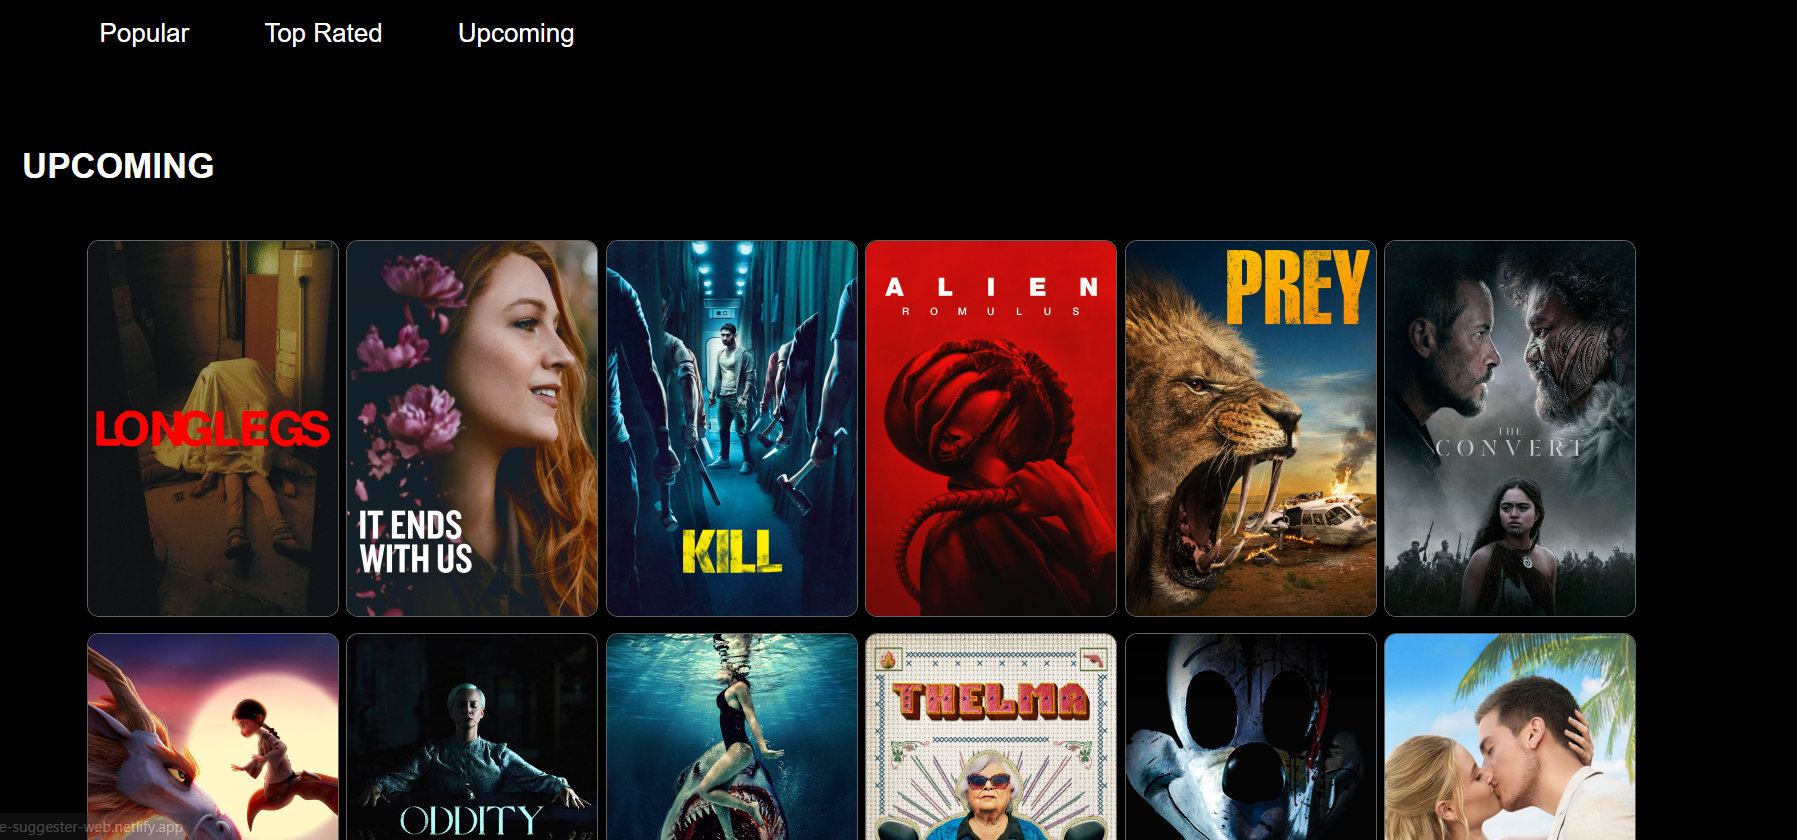 Popular Top Rated Upcoming
UPCOMING
LONGLEGS
IT ENDS
WITH US
KILL
ALIEN
ROMULUS
PREY
THE
CONVERT
ODDITY
THELMA
e-suggester-web.netlify.app